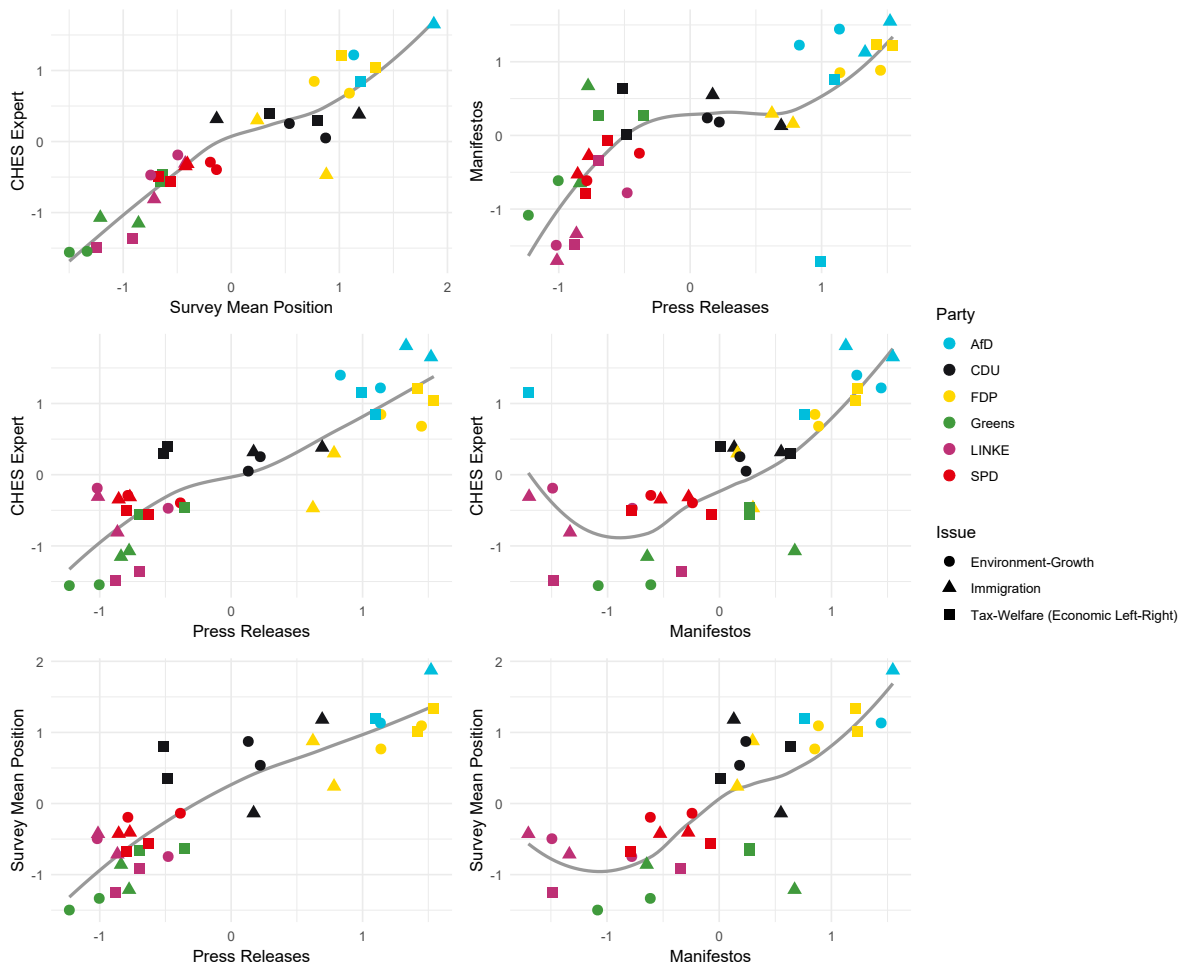 CHES Expert
1
0
-1
-1
0
1
2
Survey Mean Position
Manifestos
1
0
-1
-1
0
1
Press Releases
CHES Expert
1
0
-1
-1
0
1
Press Releases
CHES Expert
1
0
-1
-1
0
1
Manifestos
Survey Mean Position
2
1
0
-1
-1
0
1
Press Releases
Survey Mean Position
2
1
0
-1
-1
0
1
Manifestos
Party
AfD
CDU
FDP
Greens
LINKE
SPD
Issue
Environment-Growth
Immigration
Tax-Welfare (Economic Left-Right)